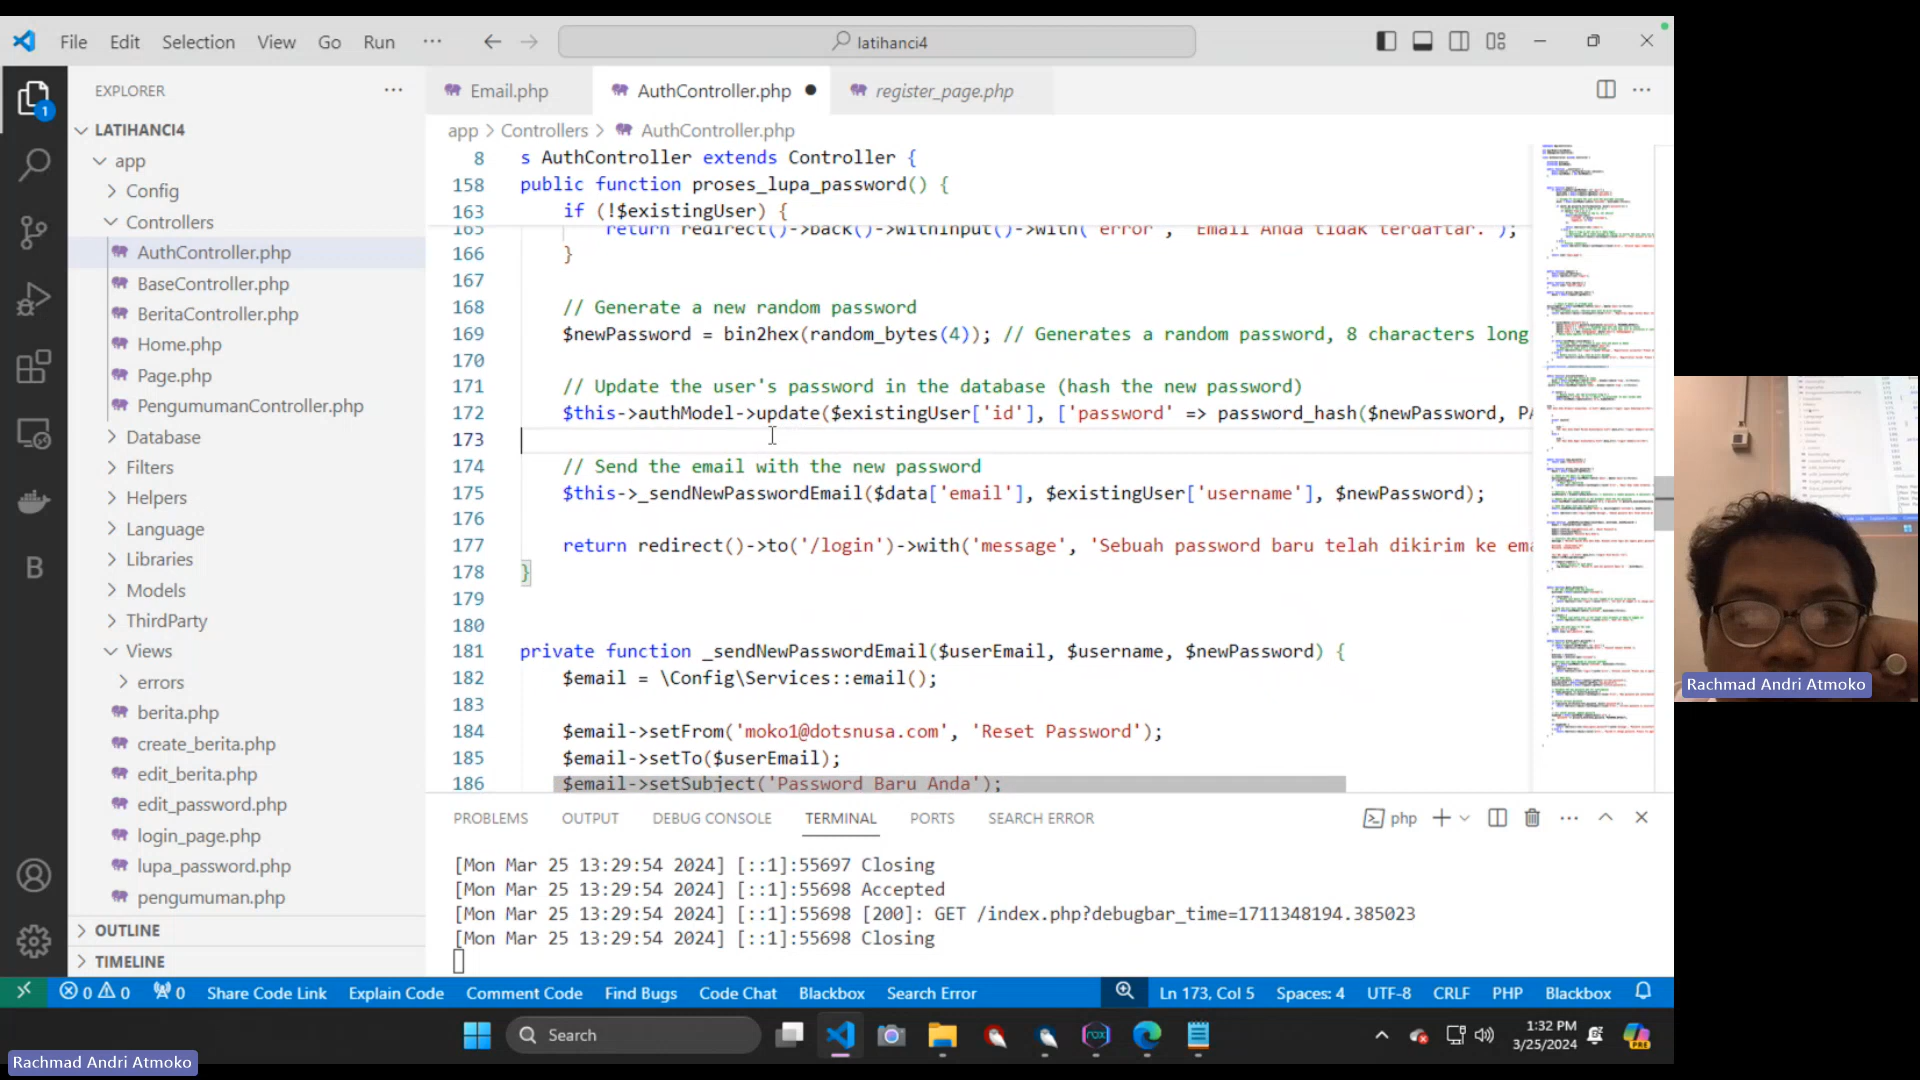 File Edit Selection View Go Run ··· latihanci4
EXPLORER ···
Email.php AuthController.php register_page.php ···
LATIHANCI4
app > Controllers > AuthController.php
app
Config
Controllers
AuthController.php
BaseController.php
BeritaController.php
Home.php
Page.php
PengumumanController.php
Database
Filters
Helpers
Language
Libraries
Models
ThirdParty
Views
errors
berita.php
create_berita.php
edit_berita.php
edit_password.php
login_page.php
lupa_password.php
pengumuman.php
OUTLINE
TIMELINE
8 s AuthController extends Controller {
158 public function proses_lupa_password() {
163 if (!$existingUser) {
165 return redirect()->back()->withInput()->with('error', 'Email Anda tidak terdaftar.');
166 }
167
168 // Generate a new random password
169 $newPassword = bin2hex(random_bytes(4)); // Generates a random password, 8 characters long
170
171 // Update the user's password in the database (hash the new password)
172 $this->authModel->update($existingUser['id'], ['password' => password_hash($newPassword, PA
173
174 // Send the email with the new password
175 $this->_sendNewPasswordEmail($data['email'], $existingUser['username'], $newPassword);
176
177 return redirect()->to('/login')->with('message', 'Sebuah password baru telah dikirim ke ema
178 }
179
180
181 private function _sendNewPasswordEmail($userEmail, $username, $newPassword) {
182 $email = \Config\Services::email();
183
184 $email->setFrom('moko1@dotsnusa.com', 'Reset Password');
185 $email->setTo($userEmail);
186 $email->setSubject('Password Baru Anda');
PROBLEMS OUTPUT DEBUG CONSOLE TERMINAL PORTS SEARCH ERROR php
[Mon Mar 25 13:29:54 2024] [::1]:55697 Closing
[Mon Mar 25 13:29:54 2024] [::1]:55698 Accepted
[Mon Mar 25 13:29:54 2024] [::1]:55698 [200]: GET /index.php?debugbar_time=1711348194.385023
[Mon Mar 25 13:29:54 2024] [::1]:55698 Closing
0 0 0 Share Code Link Explain Code Comment Code Find Bugs Code Chat Blackbox Search Error Ln 173, Col 5 Spaces: 4 UTF-8 CRLF PHP Blackbox
Search
1:32 PM
3/25/2024
PRE
Rachmad Andri Atmoko
Rachmad Andri Atmoko
1
B